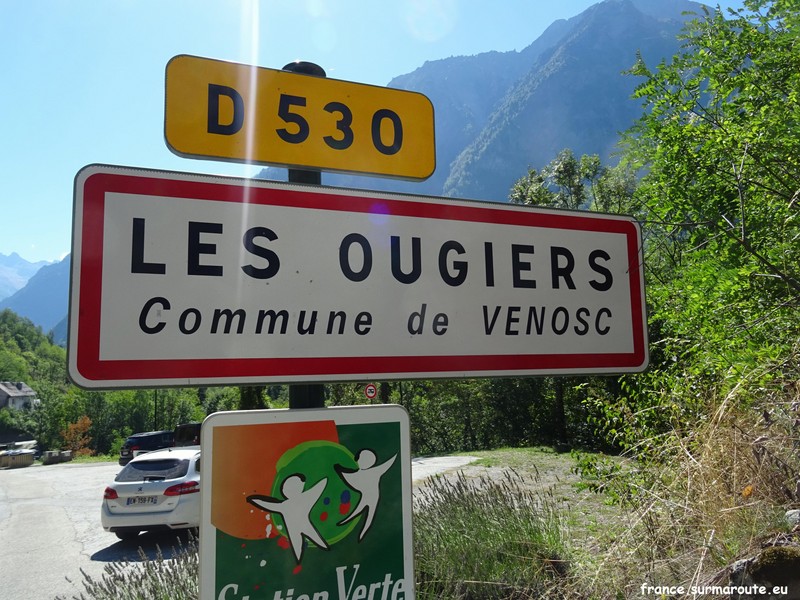 D 530
LES OUGIERS
Commune de VENOSC
Station Verte
france.surmaroute.eu